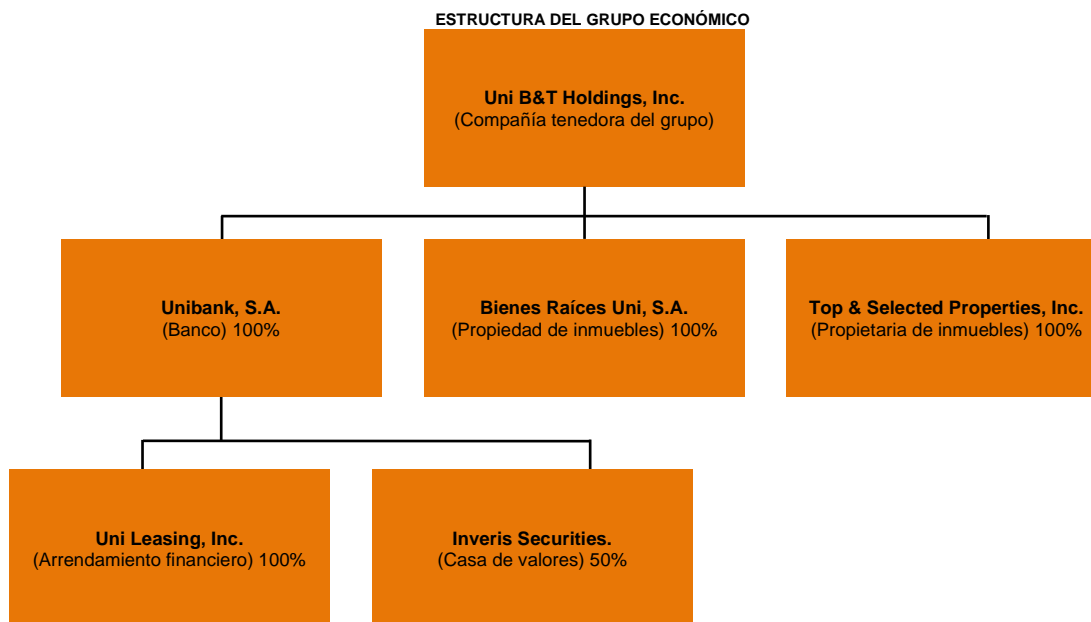 ESTRUCTURA DEL GRUPO ECONÓMICO
Uni B&T Holdings, Inc.
(Compañía tenedora del grupo)
Unibank, S.A.
(Banco) 100%
Bienes Raíces Uni, S.A.
(Propiedad de inmuebles) 100%
Top & Selected Properties, Inc.
(Propietaria de inmuebles) 100%
Uni Leasing, Inc.
(Arrendamiento financiero) 100%
Inveris Securities.
(Casa de valores) 50%